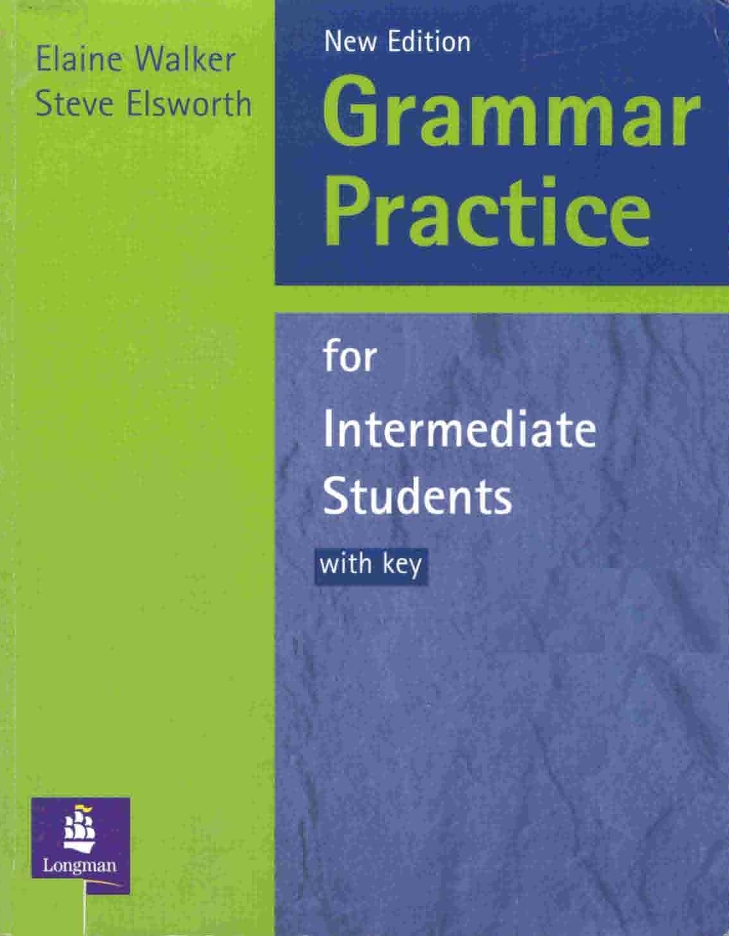 Elaine Walker
Steve Elsworth
New Edition
Grammar
Practice
for
Intermediate
Students
with key
Longman